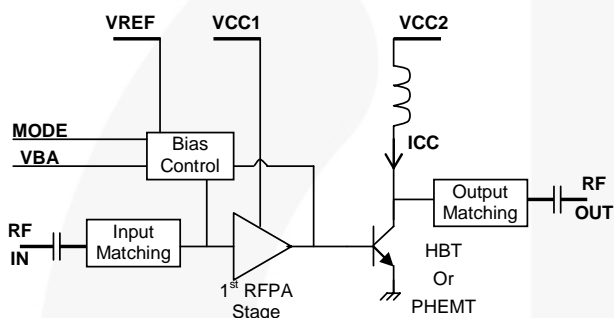 VREF
VCC1
VCC2
MODE
VBA
Bias
Control
ICC
RF
IN
Input
Matching
1st RFPA
Stage
Output
Matching
RF
OUT
HBT
Or
PHEMT